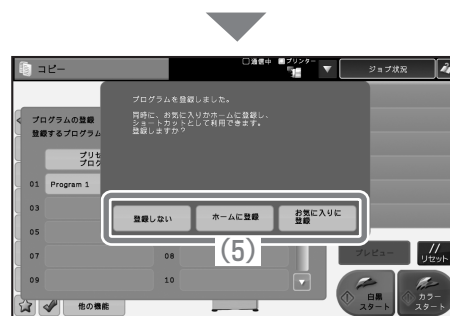 コピー
□通信中 ■プリンター
ジョブ状況
プログラムを登録しました。
同時に、お気に入りかホームに登録し、
ショートカットとして利用できます。
登録しますか？
プログラムの登録
登録するプログラム
プリセ
プログ
01 Program 1
03
05
07 08
09 10
登録しない
ホームに登録
お気に入りに
登録
(5)
プレビュー
リセット
白黒
スタート
カラー
スタート
他の機能